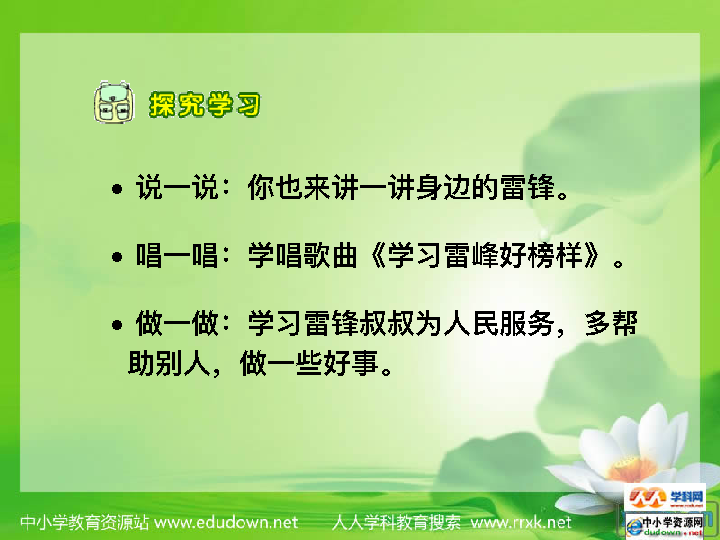 探究学习
• 说一说：你也来讲一讲身边的雷锋。
• 唱一唱：学唱歌曲《学习雷峰好榜样》。
• 做一做：学习雷锋叔叔为人民服务，多帮
助别人，做一些好事。
中小学教育资源站 www.edudown.net 人人学科教育搜索 www.rrxk.net
学科网
www.rrxk.net
中小学资源网
edudown.net